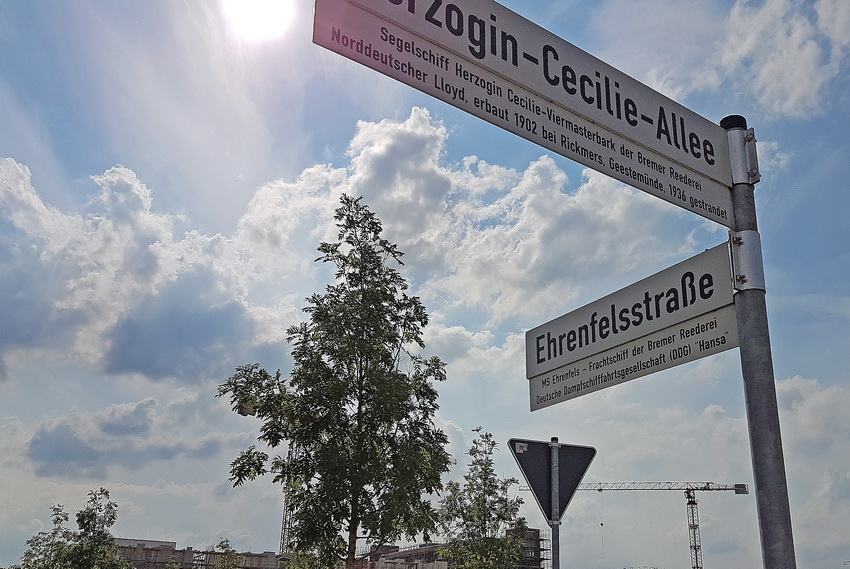 erzogin-Cecilie-Allee
Segelschiff Herzogin Cecilie-Viermasterbark der Bremer Reederei
Norddeutscher Lloyd, erbaut 1902 bei Rickmers, Geestemünde, 1936 gestrandet
Ehrenfelsstraße
MS Ehrenfels - Frachtschiff der Bremer Reederei
Deutsche Dampfschifffahrtsgesellschaft (DDG) "Hansa"